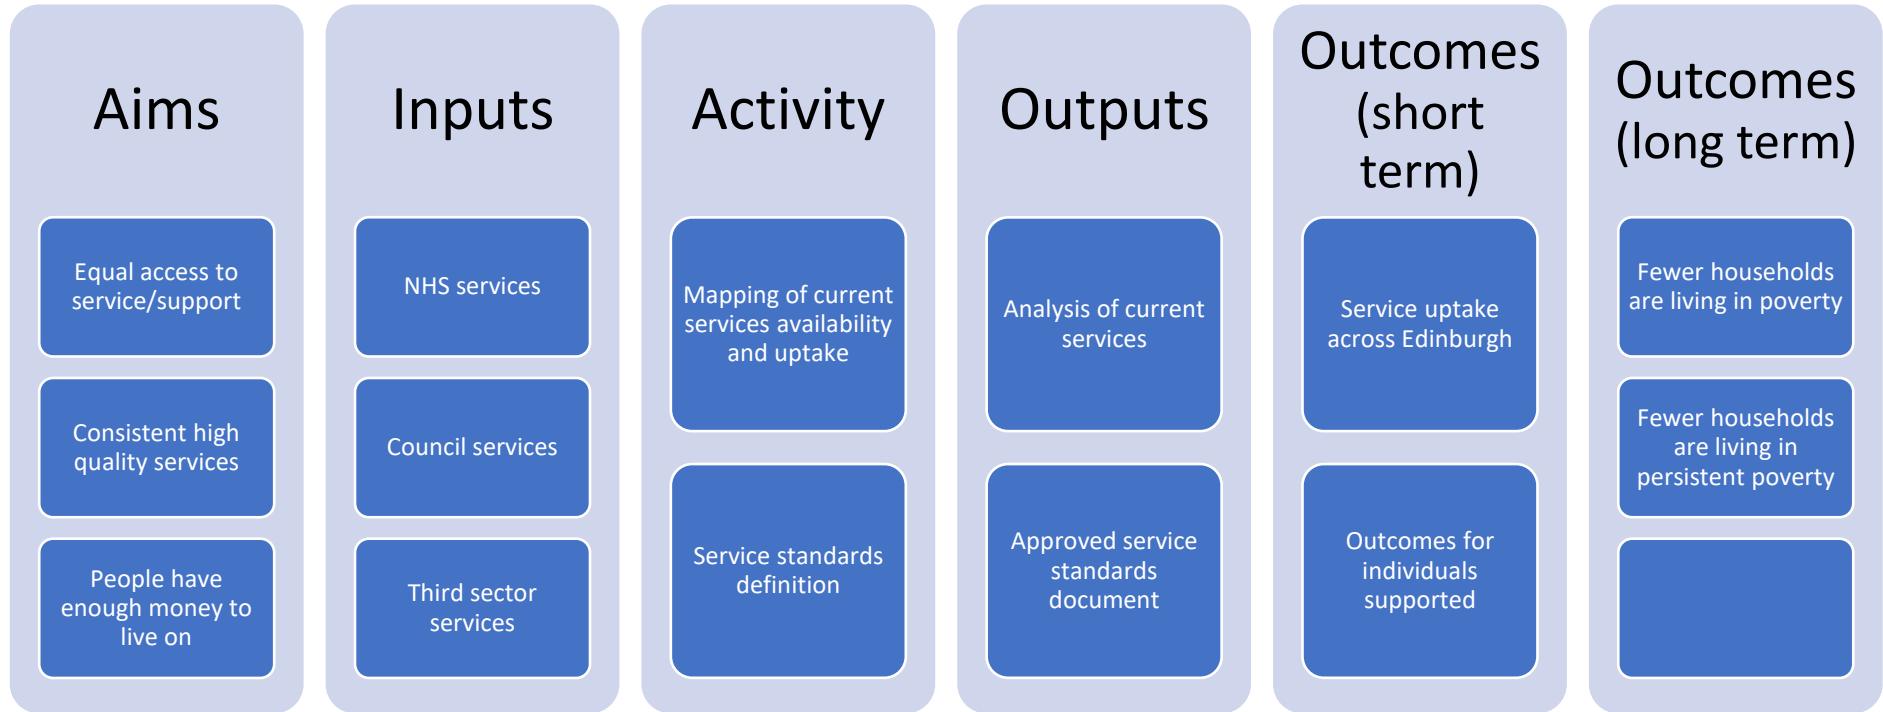 Aims
Equal access to
service/support
Consistent high
quality services
People have
enough money to
live on
Inputs
NHS services
Council services
Third sector
services
Activity
Mapping of current
services availability
and uptake
Service standards
definition
Outputs
Analysis of current
services
Approved service
standards
document
Outcomes
(short
term)
Service uptake
across Edinburgh
Outcomes for
individuals
supported
Outcomes
(long term)
Fewer households
are living in poverty
Fewer households
are living in
persistent poverty